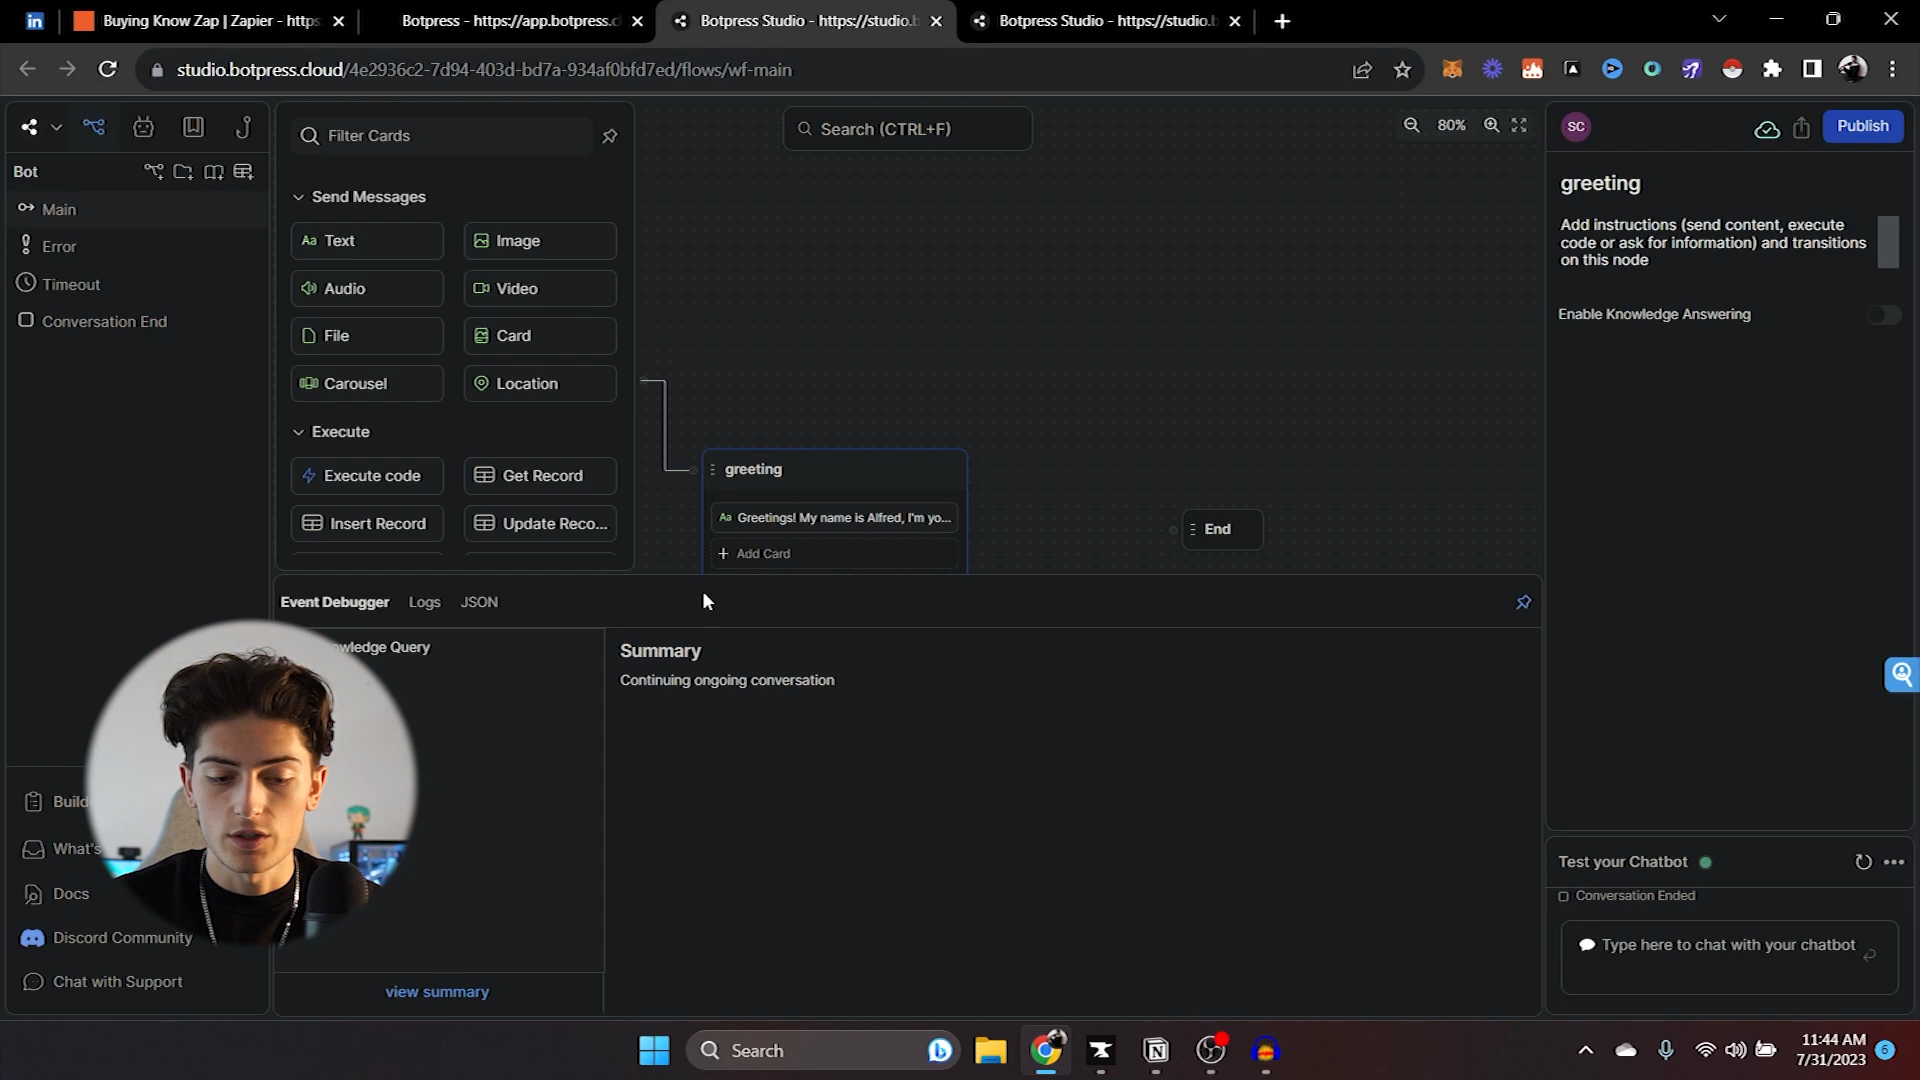 Buying Know Zap | Zapier - https
Botpress - https://app.botpress.c
Botpress Studio - https://studio.b
Botpress Studio - https://studio.b
studio.botpress.cloud/4e2936c2-7d94-403d-bd7a-934af0bfd7ed/flows/wf-main
Filter Cards
Search (CTRL+F)
80%
SC
Publish
Bot
Main
Error
Timeout
Conversation End
Send Messages
Aa Text
Image
Audio
Video
File
Card
Carousel
Location
Execute
Execute code
Get Record
Insert Record
Update Reco...
greeting
Aa Greetings! My name is Alfred, I'm yo...
Add Card
End
greeting
Add instructions (send content, execute
code or ask for information) and transitions
on this node
Enable Knowledge Answering
Event Debugger Logs JSON
wledge Query
Summary
Continuing ongoing conversation
view summary
Build
What's
Docs
Discord Community
Chat with Support
Test your Chatbot
Conversation Ended
Type here to chat with your chatbot
Search
11:44 AM
7/31/2023
6